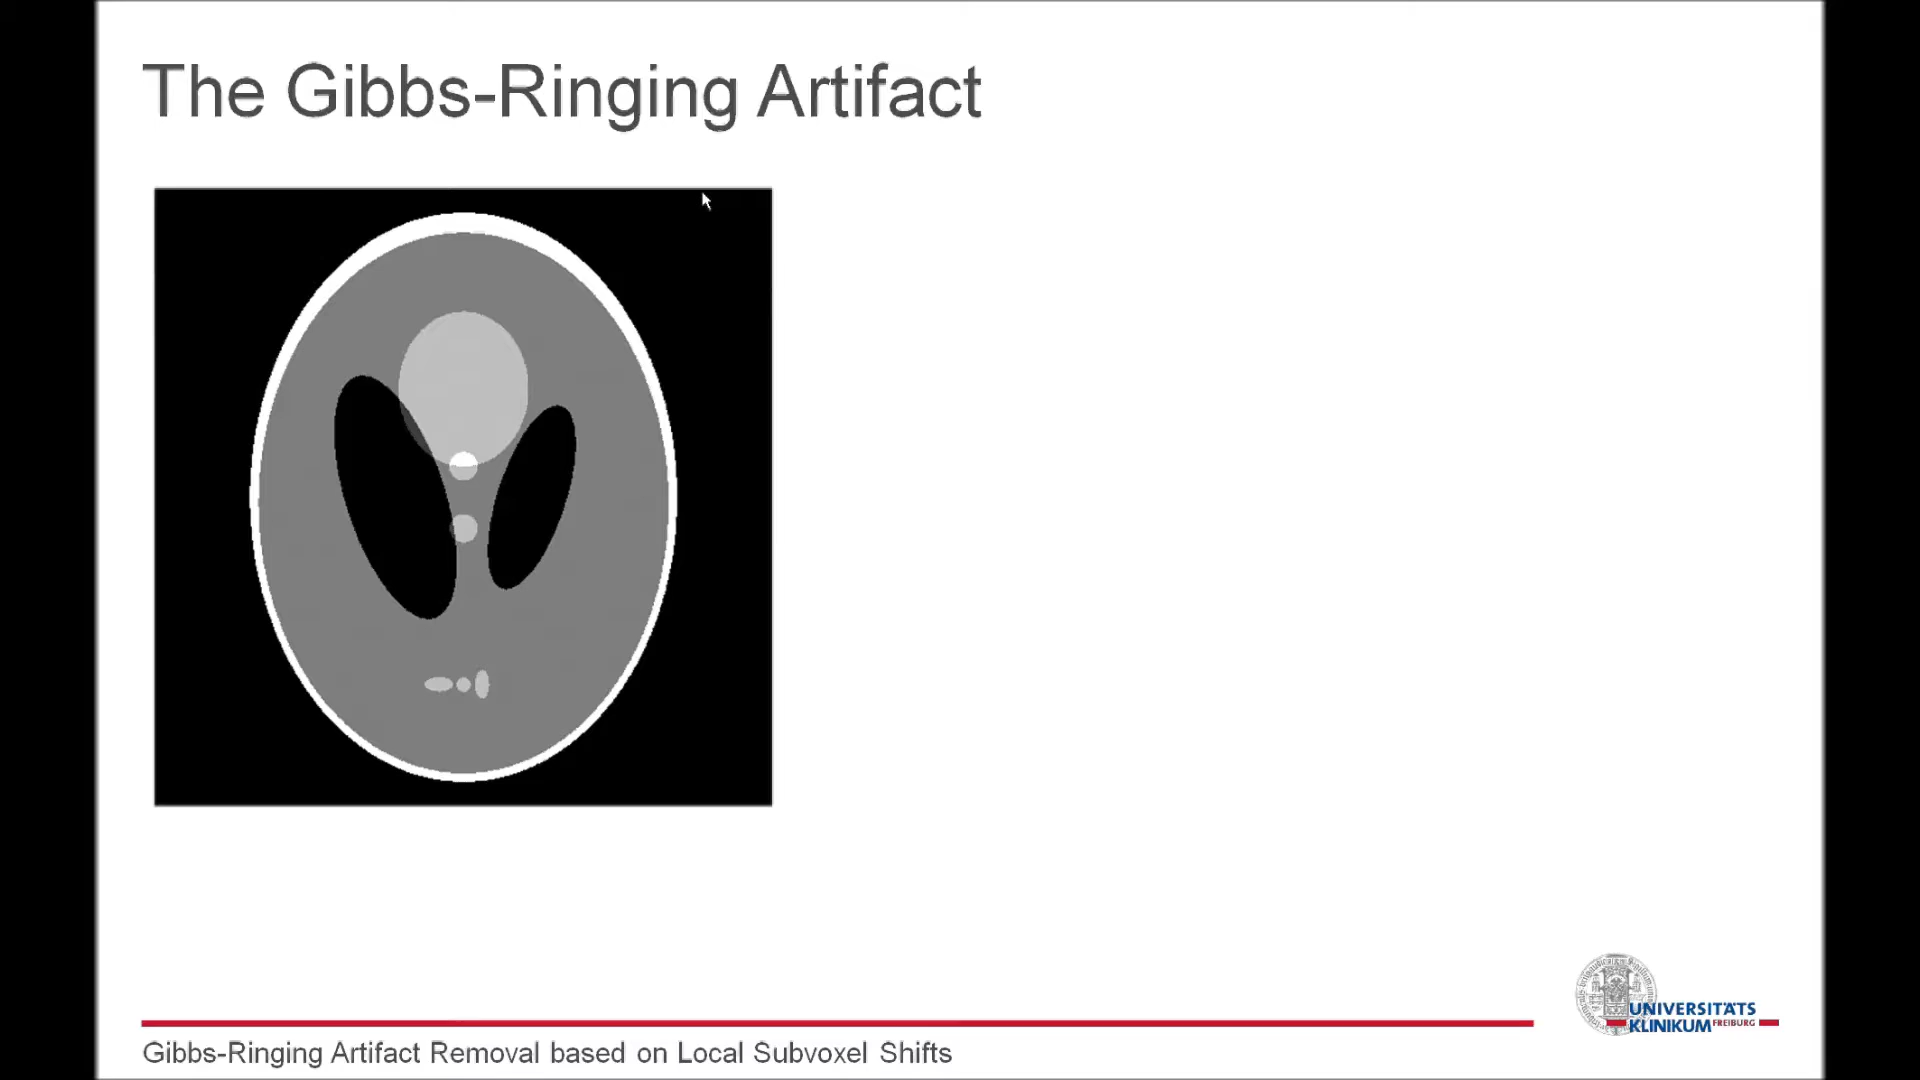 The Gibbs-Ringing Artifact
UNIVERSITÄTS
KLINIKUM FREIBURG
Gibbs-Ringing Artifact Removal based on Local Subvoxel Shifts